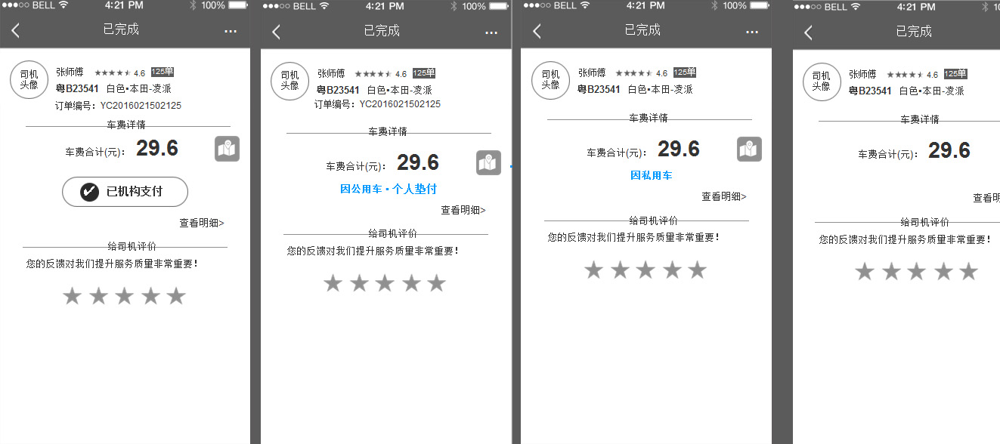 BELL 4:21 PM 100%
已完成
司机
头像
张师傅 4.6 125单
粤B23541 白色•本田-凌派
订单编号：YC2016021502125
车费详情
车费合计(元)： 29.6
已机构支付
查看明细>
给司机评价
您的反馈对我们提升服务质量非常重要！
BELL 4:21 PM 100%
已完成
司机
头像
张师傅 4.6 125单
粤B23541 白色•本田-凌派
订单编号：YC2016021502125
车费详情
车费合计(元)： 29.6
因公用车·个人垫付
查看明细>
给司机评价
您的反馈对我们提升服务质量非常重要！
BELL 4:21 PM 100%
已完成
司机
头像
张师傅 4.6 125单
粤B23541 白色•本田-凌派
车费详情
车费合计(元)： 29.6
因私用车
查看明细>
给司机评价
您的反馈对我们提升服务质量非常重要！
BELL 4:21 PM 10
已完成
司机
头像
张师傅 4.6 125单
粤B23541 白色•本田-凌派
车费详情
车费合计(元)： 29.6
查看明
给司机评价
您的反馈对我们提升服务质量非常重要！